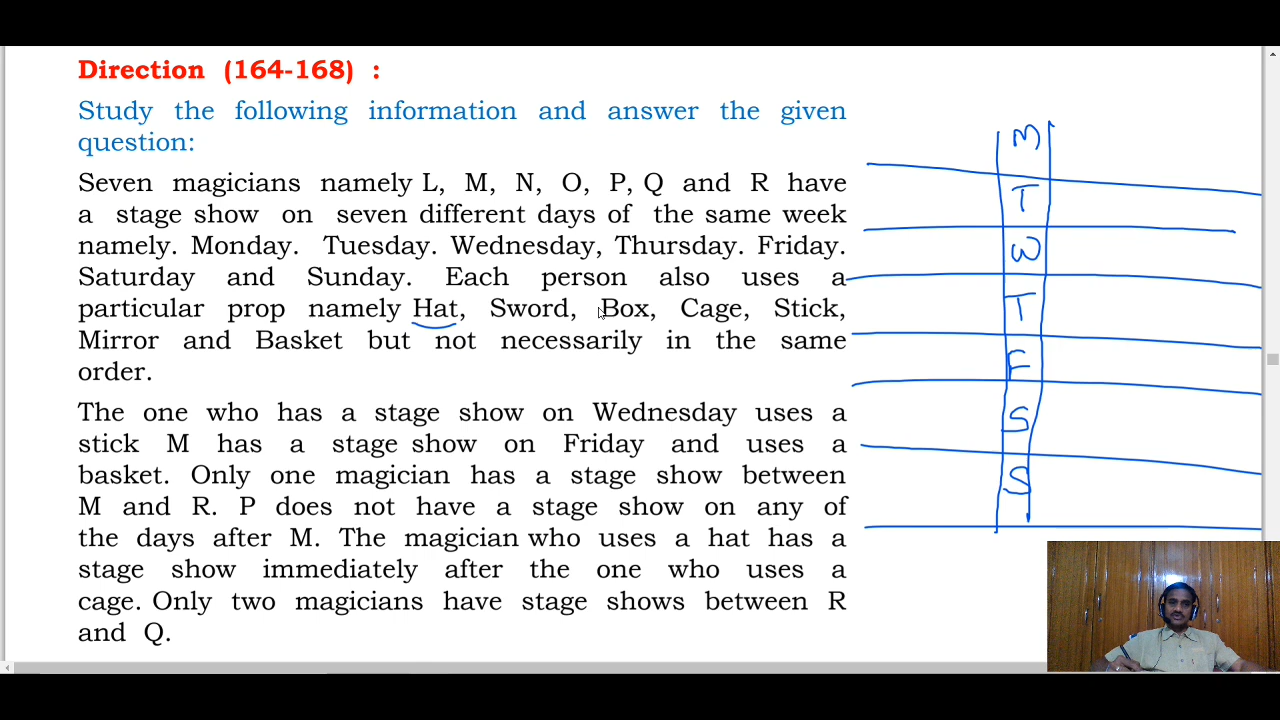 Direction (164-168) :
Study the following information and answer the given
question:
Seven magicians namely L, M, N, O, P, Q and R have
a stage show on seven different days of the same week
namely. Monday. Tuesday. Wednesday, Thursday. Friday.
Saturday and Sunday. Each person also uses a
particular prop namely Hat, Sword, Box, Cage, Stick,
Mirror and Basket but not necessarily in the same
order.
The one who has a stage show on Wednesday uses a
stick M has a stage show on Friday and uses a
basket. Only one magician has a stage show between
M and R. P does not have a stage show on any of
the days after M. The magician who uses a hat has a
stage show immediately after the one who uses a
cage. Only two magicians have stage shows between R
and Q.
M
T
W
T
F
S
S